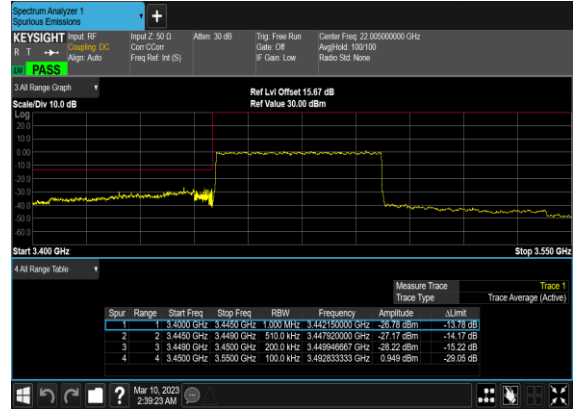 Spectrum Analyzer 1
Spurious Emissions
KEYSIGHT Input: RF Input Z: 50 Ω Atten: 30 dB Trig: Free Run Center Freq: 22.005000000 GHz
R T Coupling: DC Corr CCorr Gate: Off Avg|Hold: 100/100
Align: Auto Freq Ref: Int (S) IF Gain: Low Radio Std: None
PASS
3 All Range Graph Ref Lvl Offset 15.67 dB
Scale/Div 10.0 dB Ref Value 30.00 dBm
Log
20.0
10.0
0.00
-10.0
-20.0
-30.0
-40.0
-50.0
-60.0
Start 3.400 GHz Stop 3.550 GHz
4 All Range Table
Measure Trace Trace 1
Trace Type Trace Average (Active)
Spur Range Start Freq Stop Freq RBW Frequency Amplitude ΔLimit
1 1 3.4000 GHz 3.4450 GHz 1.000 MHz 3.442150000 GHz -26.78 dBm -13.78 dB
2 2 3.4450 GHz 3.4490 GHz 510.0 kHz 3.447920000 GHz -27.17 dBm -14.17 dB
3 3 3.4490 GHz 3.4500 GHz 200.0 kHz 3.449946667 GHz -28.22 dBm -15.22 dB
4 4 3.4500 GHz 3.5500 GHz 100.0 kHz 3.492833333 GHz 0.949 dBm -29.05 dB
? Mar 10, 2023
2:39:23 AM